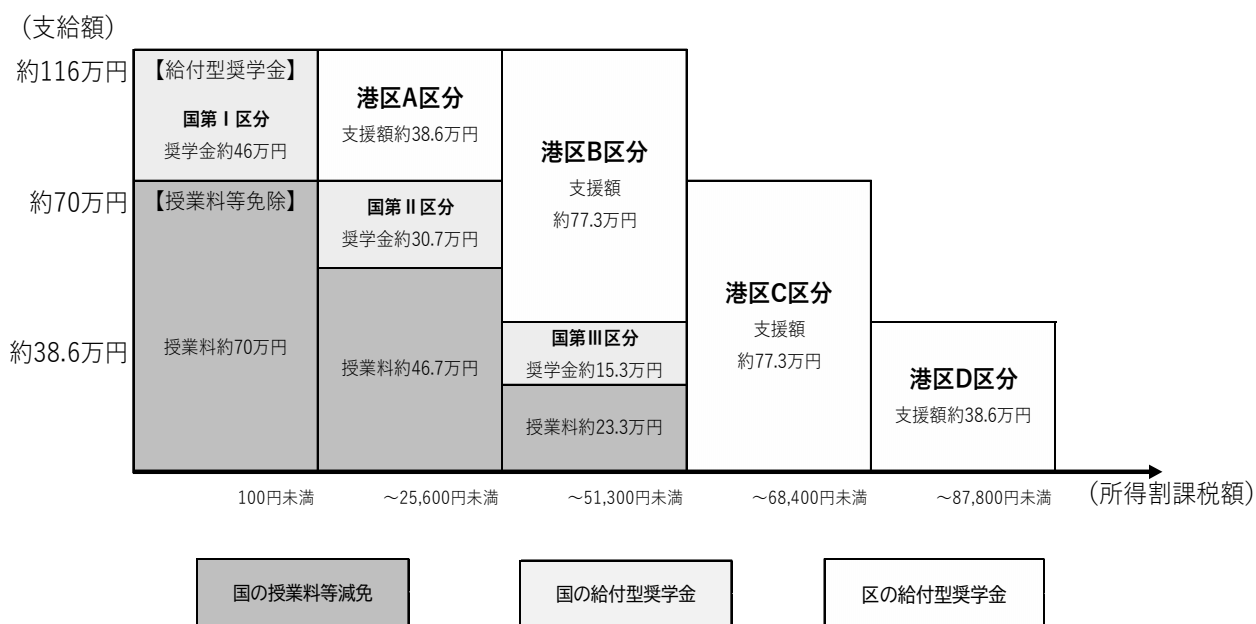 （支給額）
約116万円
約70万円
約38.6万円
【給付型奨学金】
国第Ⅰ区分
奨学金約46万円
【授業料等免除】
授業料約70万円
港区A区分
支援額約38.6万円
国第Ⅱ区分
奨学金約30.7万円
授業料約46.7万円
港区B区分
支援額
約77.3万円
国第Ⅲ区分
奨学金約15.3万円
授業料約23.3万円
港区C区分
支援額
約77.3万円
港区D区分
支援額約38.6万円
100円未満
～25,600円未満
～51,300円未満
～68,400円未満
～87,800円未満
（所得割課税額）
国の授業料等減免
国の給付型奨学金
区の給付型奨学金